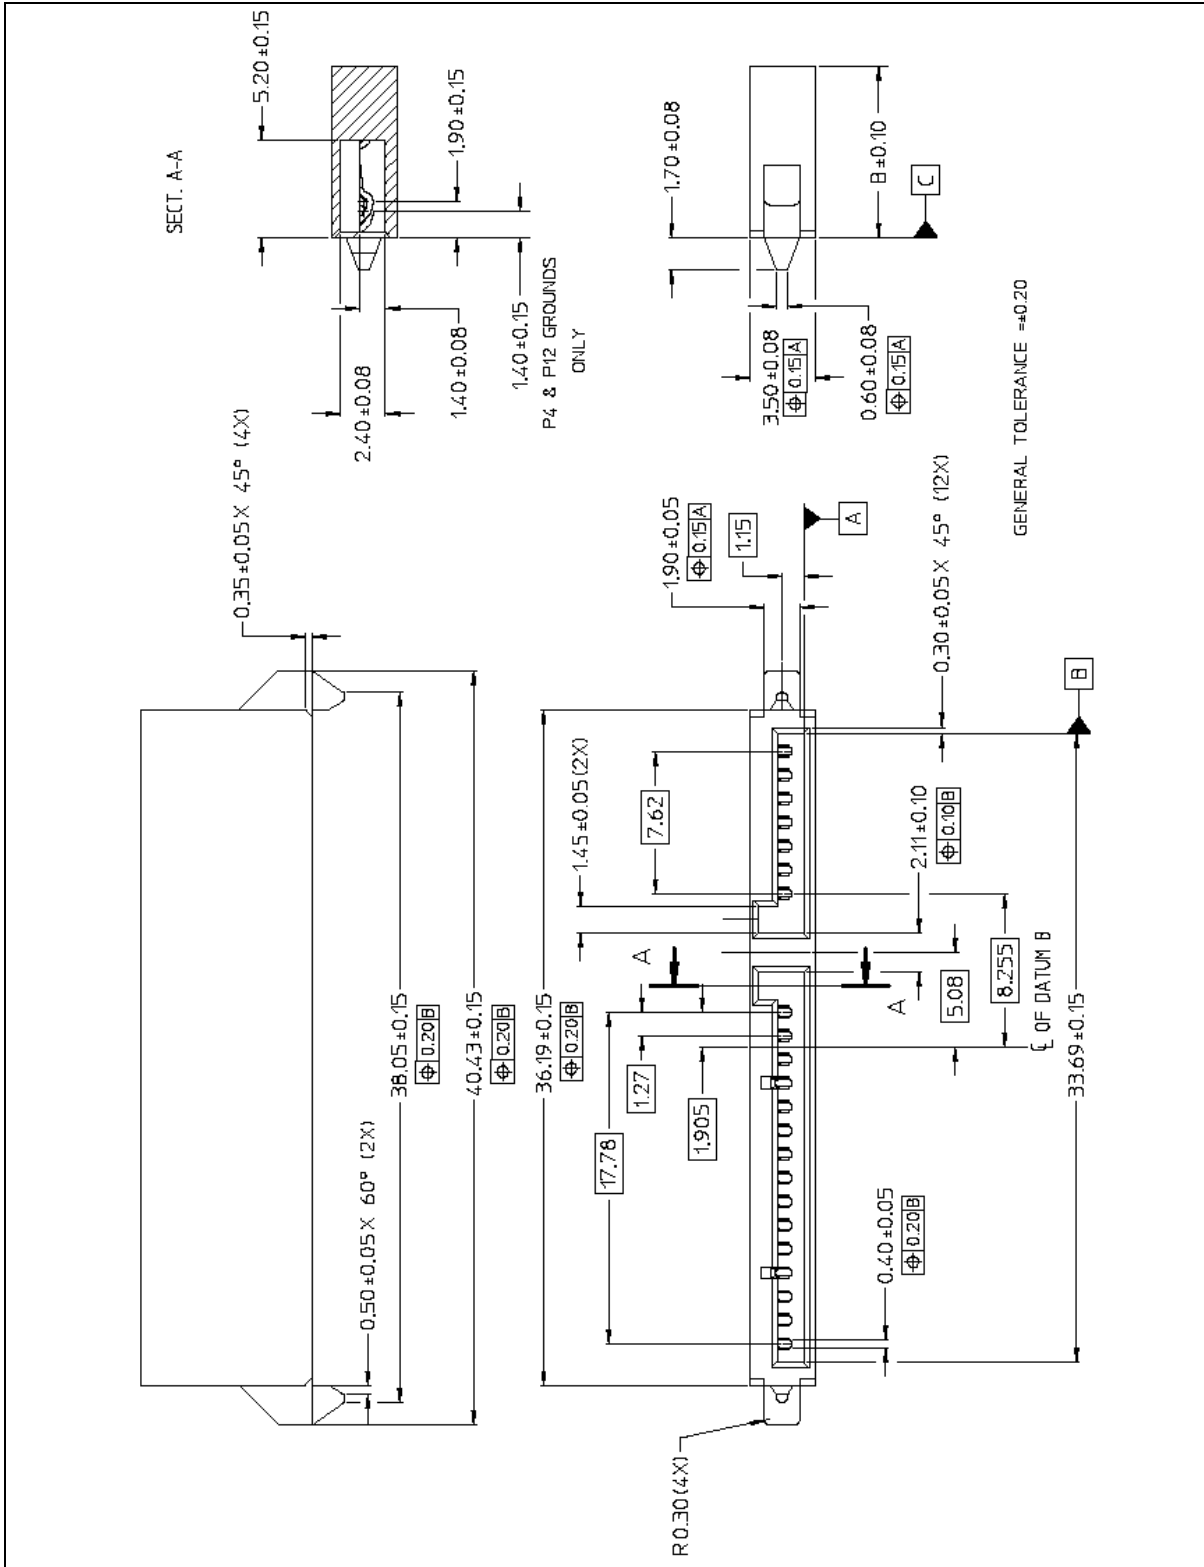 SECT. A-A
5.20±0.15
1.90±0.15
1.40±0.15
P4 & P12 GROUNDS
ONLY
1.40±0.08
2.40±0.08
1.70±0.08
B±0.10
C
3.50±0.08
⌖ 0.15 A
0.60±0.08
⌖ 0.15 A
GENERAL TOLERANCE =±0.20
0.35±0.05 X 45° (4X)
0.50±0.05 X 60° (2X)
38.05±0.15
⌖ 0.20 B
40.43±0.15
⌖ 0.20 B
36.19±0.15
⌖ 0.20 B
1.90±0.05
⌖ 0.15 A
1.15
A
0.30±0.05 X 45° (12X)
B
1.45±0.05 (2X)
7.62
2.11±0.10
⌖ 0.10 B
A
A
17.78
1.27
1.905
5.08
8.255
℄ OF DATUM B
33.69±0.15
0.40±0.05
⌖ 0.20 B
R 0.30 (4X)